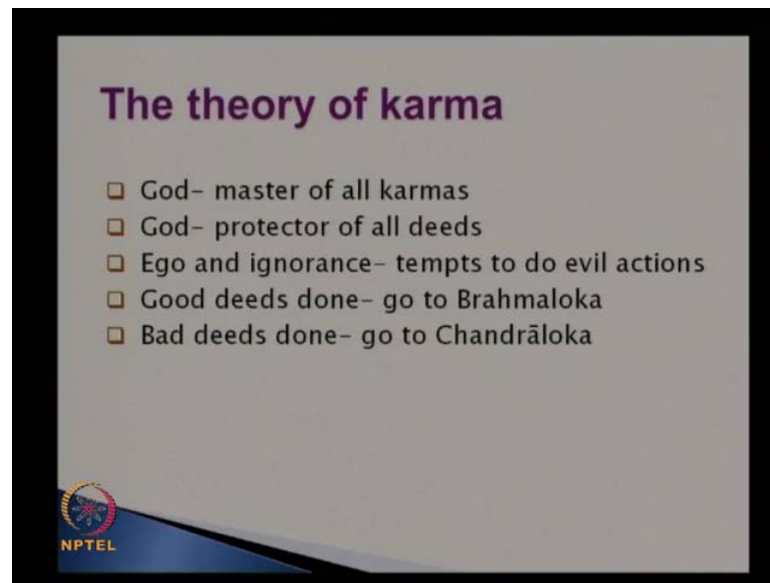 The theory of karma
God– master of all karmas
God– protector of all deeds
Ego and ignorance– tempts to do evil actions
Good deeds done– go to Brahmaloka
Bad deeds done– go to Chandrāloka
NPTEL